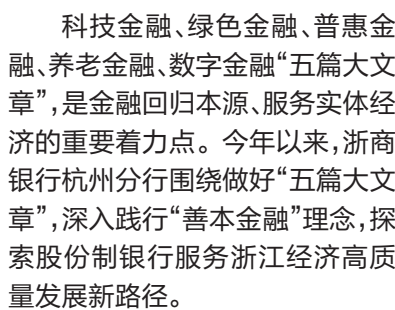 科技金融、绿色金融、普惠金
融、养老金融、数字金融“五篇大文
章”，是金融回归本源、服务实体经
济的重要着力点。今年以来，浙商
银行杭州分行围绕做好“五篇大文
章”，深入践行“善本金融”理念，探
索股份制银行服务浙江经济高质
量发展新路径。